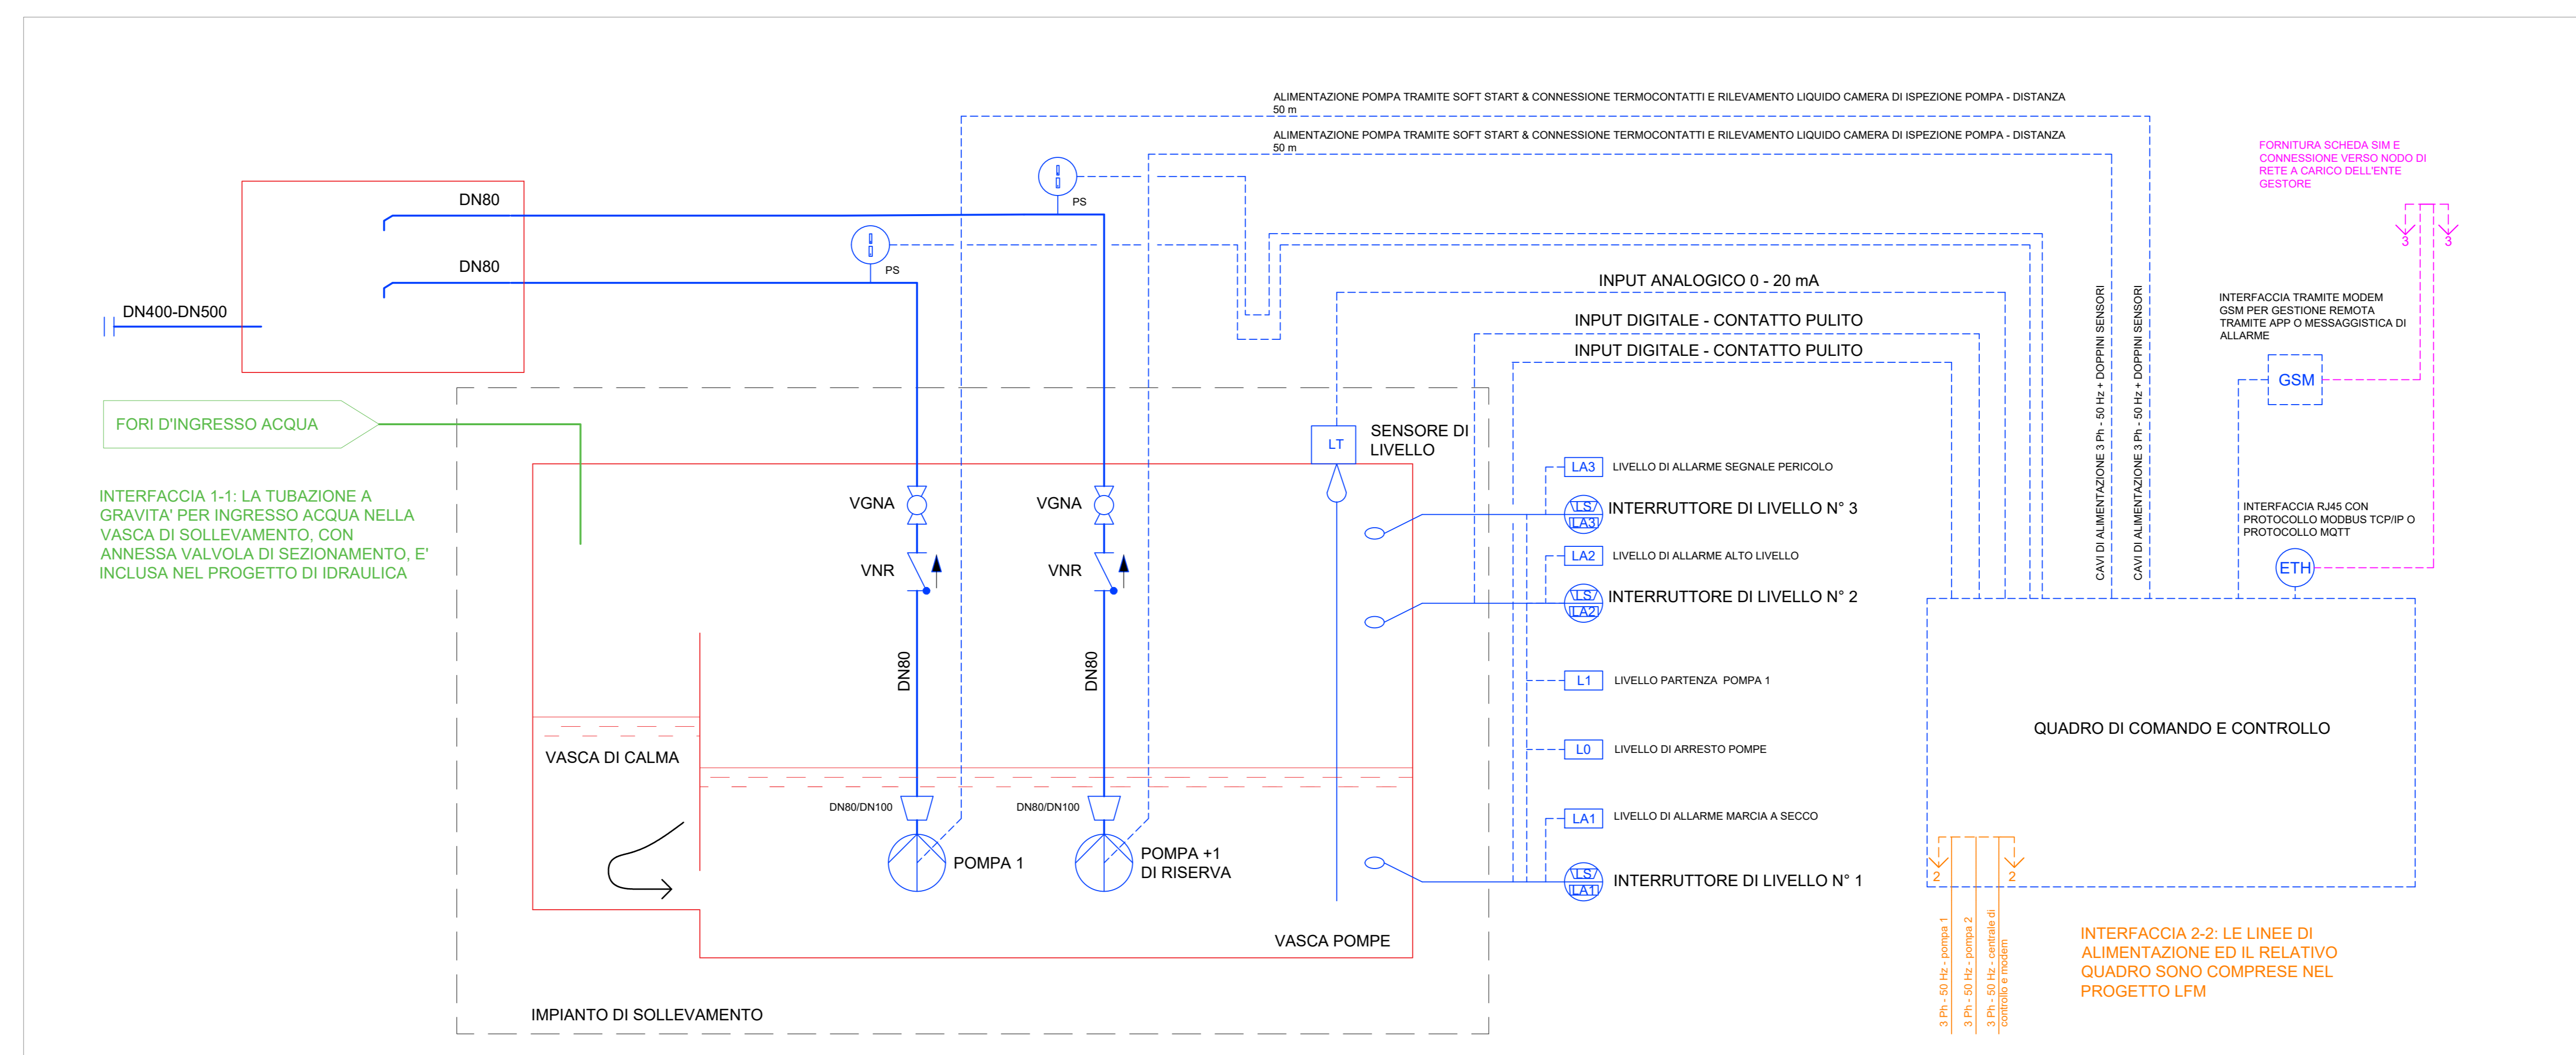 ALIMENTAZIONE POMPA TRAMITE SOFT START & CONNESSIONE TERMOCONTATTI E RILEVAMENTO LIQUIDO CAMERA DI ISPEZIONE POMPA - DISTANZA
50 m
ALIMENTAZIONE POMPA TRAMITE SOFT START & CONNESSIONE TERMOCONTATTI E RILEVAMENTO LIQUIDO CAMERA DI ISPEZIONE POMPA - DISTANZA
50 m
FORNITURA SCHEDA SIM E
CONNESSIONE VERSO NODO DI
RETE A CARICO DELL'ENTE
GESTORE
3
3
DN80
PS
DN80
PS
DN400-DN500
INPUT ANALOGICO 0 - 20 mA
INPUT DIGITALE - CONTATTO PULITO
INPUT DIGITALE - CONTATTO PULITO
CAVI DI ALIMENTAZIONE 3 Ph - 50 Hz + DOPPINI SENSORI
CAVI DI ALIMENTAZIONE 3 Ph - 50 Hz + DOPPINI SENSORI
INTERFACCIA TRAMITE MODEM
GSM PER GESTIONE REMOTA
TRAMITE APP O MESSAGGISTICA DI
ALLARME
GSM
FORI D'INGRESSO ACQUA
INTERFACCIA 1-1: LA TUBAZIONE A
GRAVITA' PER INGRESSO ACQUA NELLA
VASCA DI SOLLEVAMENTO, CON
ANNESSA VALVOLA DI SEZIONAMENTO, E'
INCLUSA NEL PROGETTO DI IDRAULICA
LT
SENSORE DI
LIVELLO
VGNA
VGNA
VNR
VNR
DN80
DN80
LA3
LIVELLO DI ALLARME SEGNALE PERICOLO
LS
LA3
INTERRUTTORE DI LIVELLO N° 3
LA2
LIVELLO DI ALLARME ALTO LIVELLO
LS
LA2
INTERRUTTORE DI LIVELLO N° 2
L1
LIVELLO PARTENZA POMPA 1
L0
LIVELLO DI ARRESTO POMPE
LA1
LIVELLO DI ALLARME MARCIA A SECCO
LS
LA1
INTERRUTTORE DI LIVELLO N° 1
INTERFACCIA RJ45 CON
PROTOCOLLO MODBUS TCP/IP O
PROTOCOLLO MQTT
ETH
QUADRO DI COMANDO E CONTROLLO
VASCA DI CALMA
DN80/DN100
DN80/DN100
POMPA 1
POMPA +1
DI RISERVA
VASCA POMPE
IMPIANTO DI SOLLEVAMENTO
2
2
3 Ph - 50 Hz - pompa 1
3 Ph - 50 Hz - pompa 2
3 Ph - 50 Hz - centrale di
controllo e modem
INTERFACCIA 2-2: LE LINEE DI
ALIMENTAZIONE ED IL RELATIVO
QUADRO SONO COMPRESE NEL
PROGETTO LFM